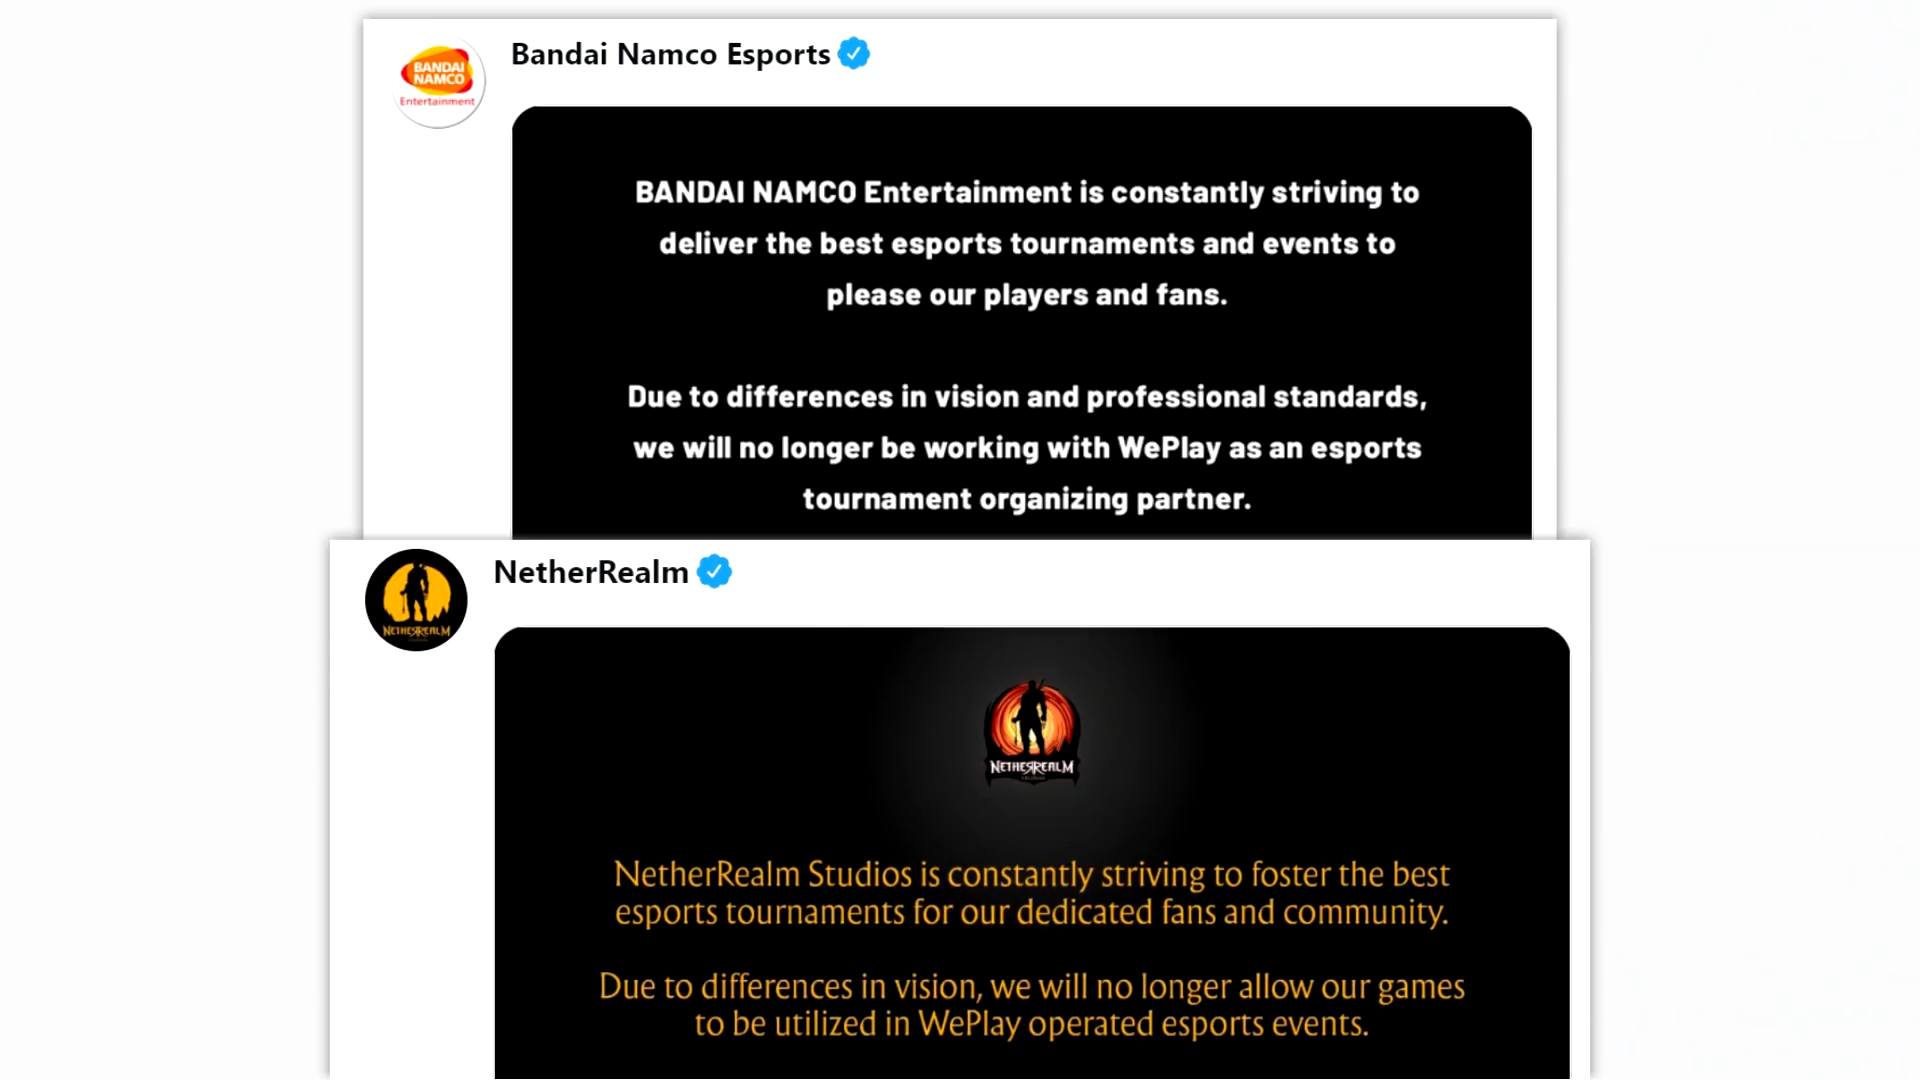 Bandai Namco Esports
BANDAI
NAMCO
Entertainment
BANDAI NAMCO Entertainment is constantly striving to
deliver the best esports tournaments and events to
please our players and fans.
Due to differences in vision and professional standards,
we will no longer be working with WePlay as an esports
tournament organizing partner.
NetherRealm
NETHERREALM
NETHERREALM
NetherRealm Studios is constantly striving to foster the best
esports tournaments for our dedicated fans and community.
Due to differences in vision, we will no longer allow our games
to be utilized in WePlay operated esports events.